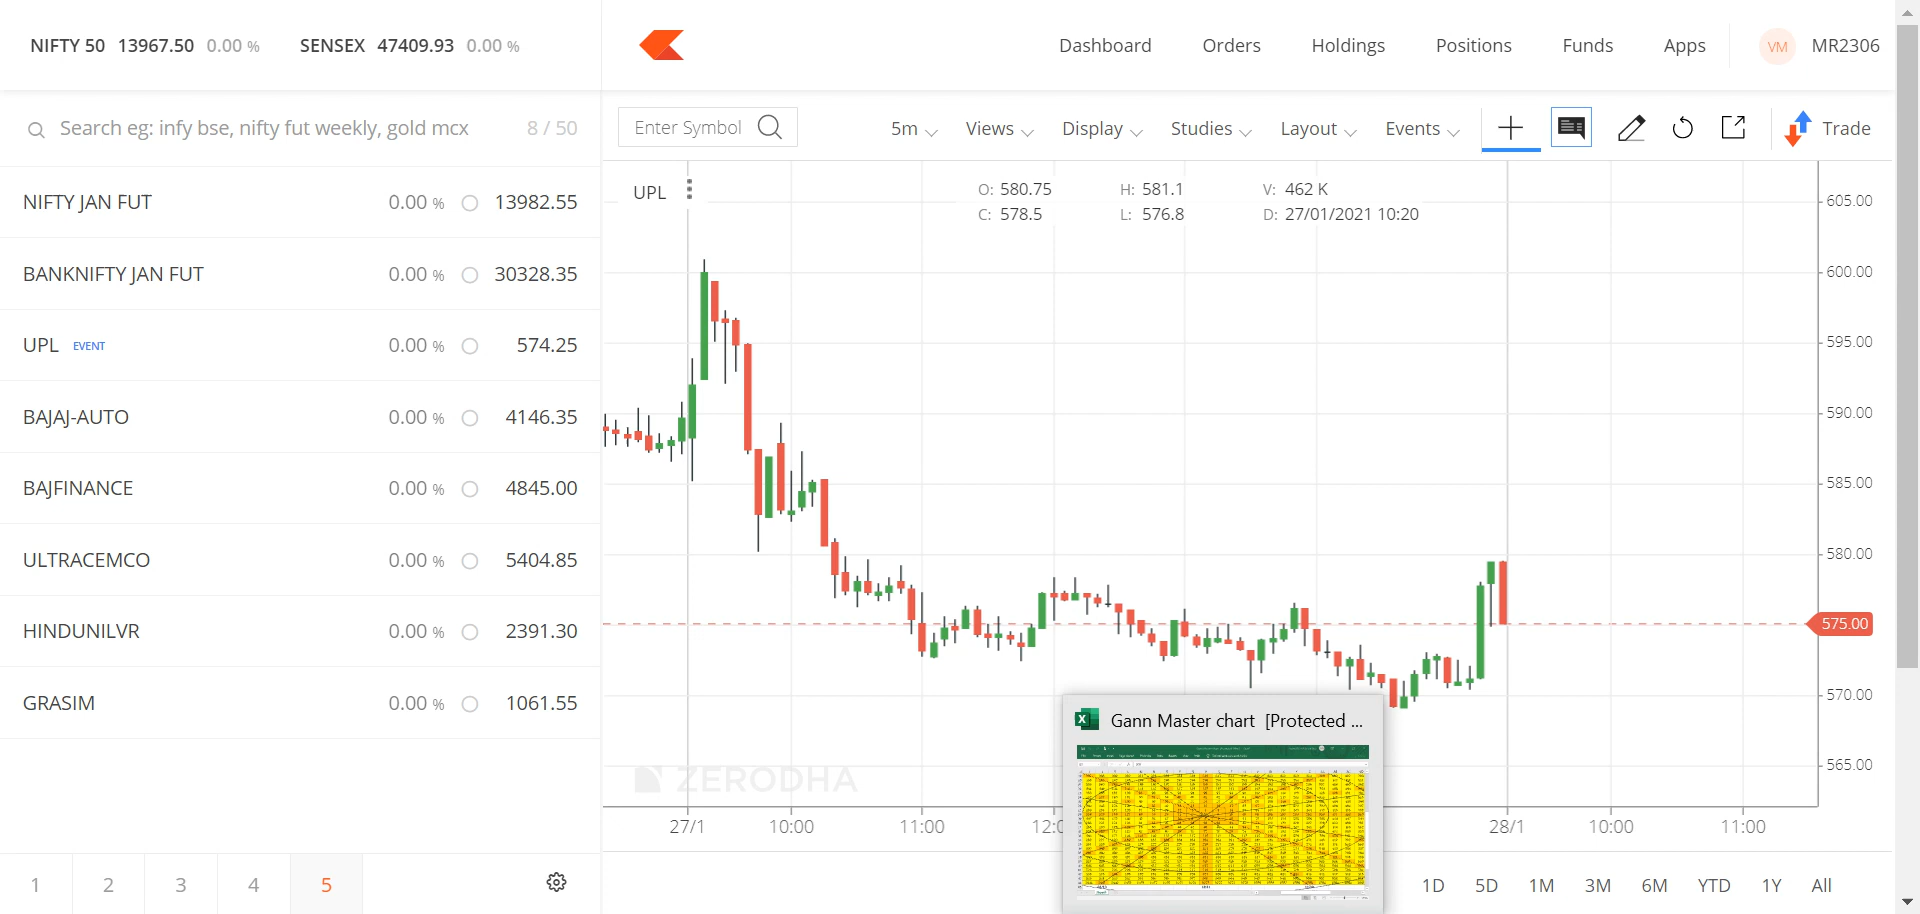 NIFTY 50 13967.50 0.00 % SENSEX 47409.93 0.00 %
Dashboard Orders Holdings Positions Funds Apps VM MR2306
Search eg: infy bse, nifty fut weekly, gold mcx 8 / 50
Enter Symbol 5m Views Display Studies Layout Events Trade
NIFTY JAN FUT 0.00 % 13982.55
BANKNIFTY JAN FUT 0.00 % 30328.35
UPL EVENT 0.00 % 574.25
BAJAJ-AUTO 0.00 % 4146.35
BAJFINANCE 0.00 % 4845.00
ULTRACEMCO 0.00 % 5404.85
HINDUNILVR 0.00 % 2391.30
GRASIM 0.00 % 1061.55
1 2 3 4 5
UPL
O: 580.75 H: 581.1 V: 462 K
C: 578.5 L: 576.8 D: 27/01/2021 10:20
605.00
600.00
595.00
590.00
585.00
580.00
575.00
570.00
565.00
ZERODHA
Gann Master chart [Protected ...
27/1 10:00 11:00 28/1 10:00 11:00
1D 5D 1M 3M 6M YTD 1Y All